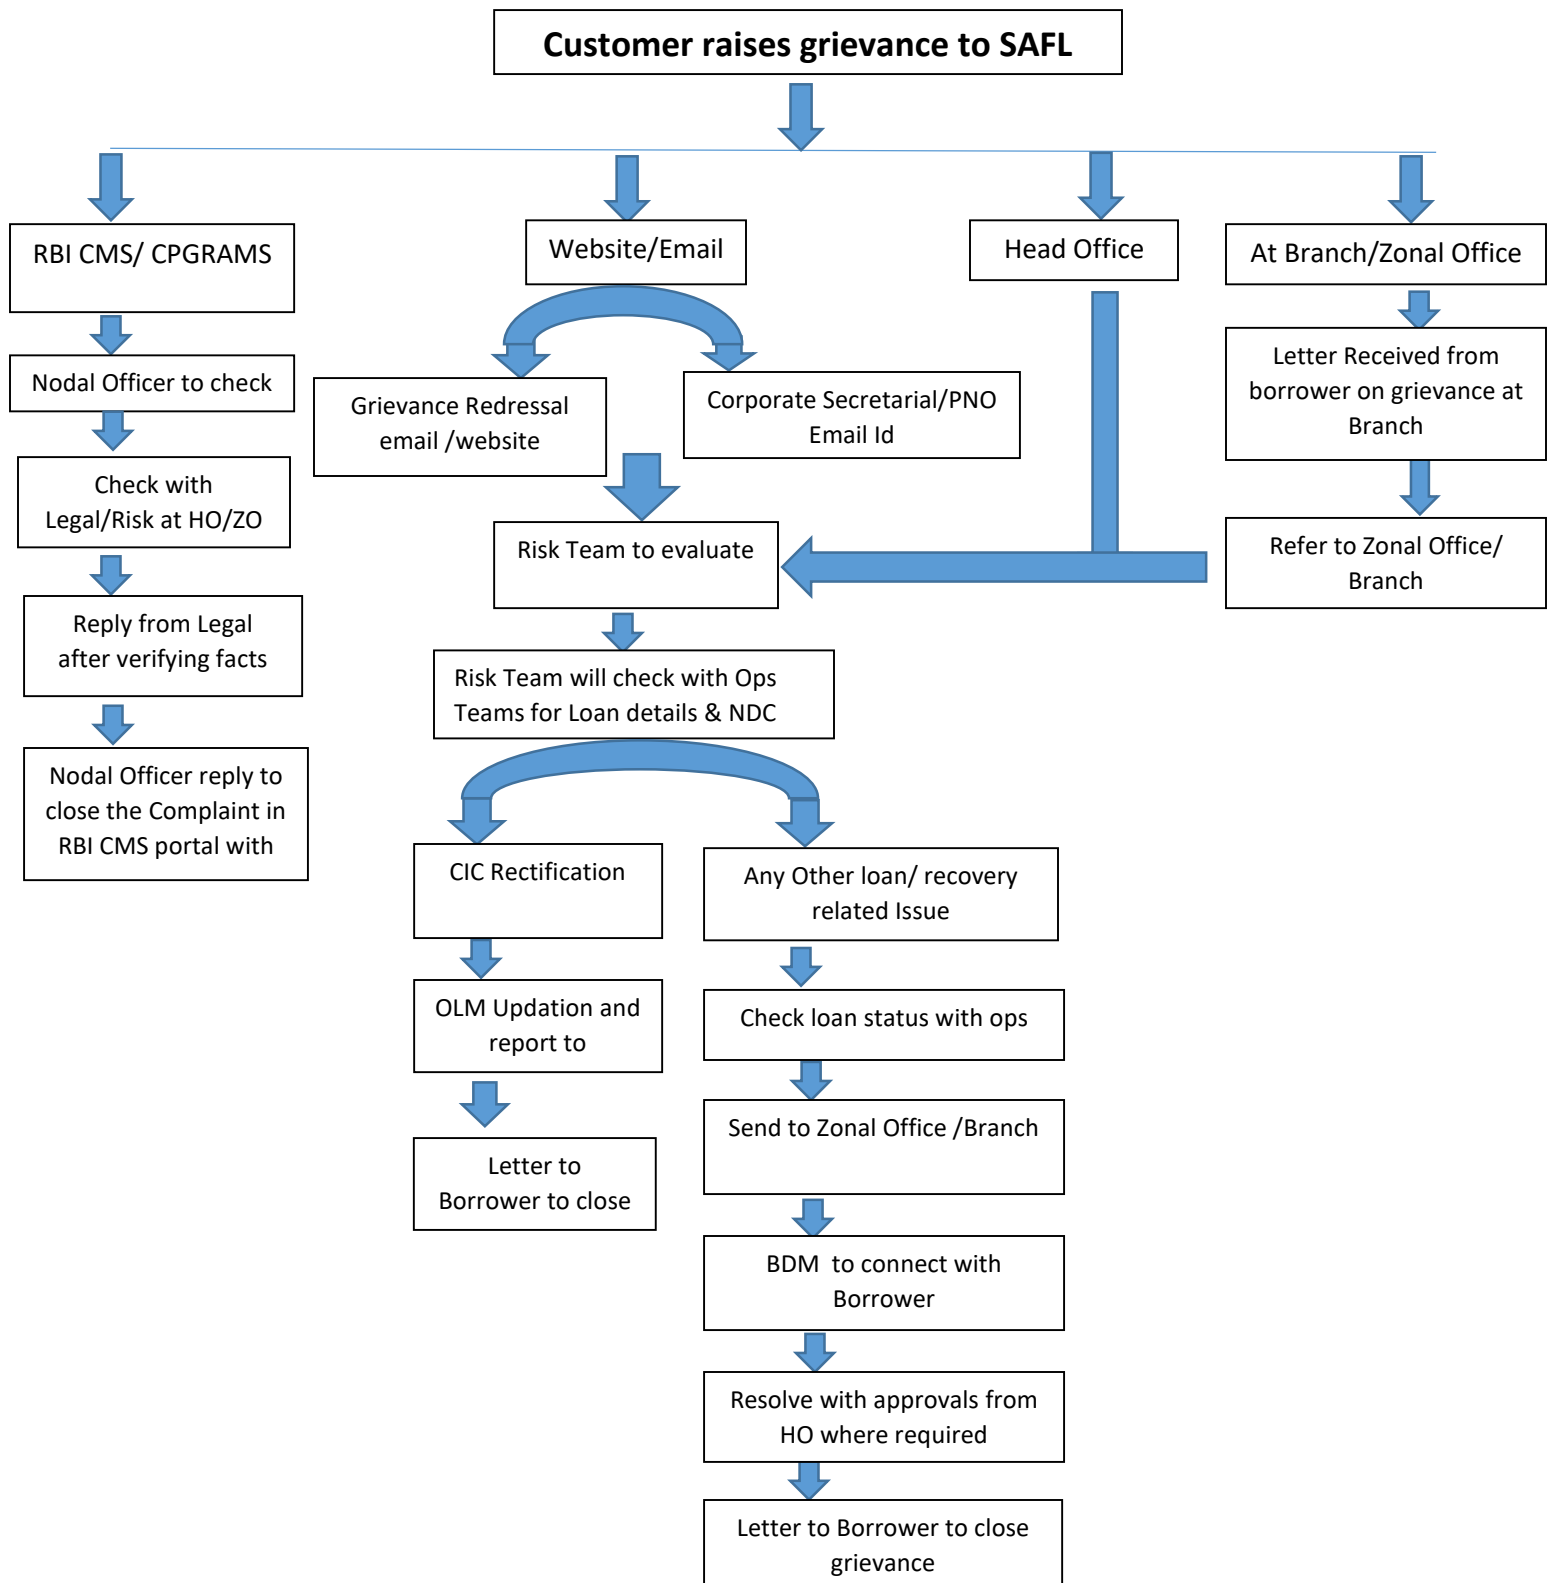 Customer raises grievance to SAFL
RBI CMS/ CPGRAMS
Website/Email
Head Office
At Branch/Zonal Office
Nodal Officer to check
Grievance Redressal
email /website
Corporate Secretarial/PNO
Email Id
Letter Received from
borrower on grievance at
Branch
Check with
Legal/Risk at HO/ZO
Risk Team to evaluate
Refer to Zonal Office/
Branch
Reply from Legal
after verifying facts
Risk Team will check with Ops
Teams for Loan details & NDC
Nodal Officer reply to
close the Complaint in
RBI CMS portal with
CIC Rectification
Any Other loan/ recovery
related Issue
OLM Updation and
report to
Check loan status with ops
Letter to
Borrower to close
Send to Zonal Office /Branch
BDM  to connect with
Borrower
Resolve with approvals from
HO where required
Letter to Borrower to close
grievance